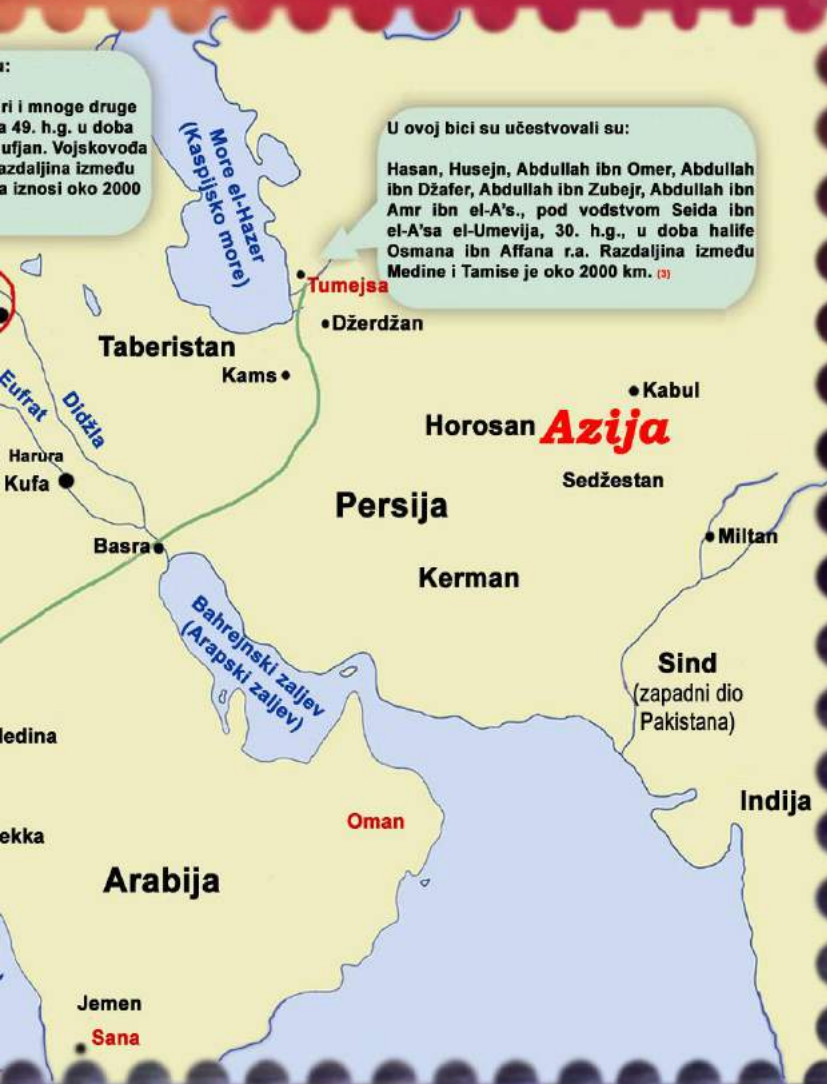 u:
ri i mnoge druge
a 49. h.g. u doba
ufjan. Vojskovođa
azdaljina između
a iznosi oko 2000
U ovoj bici su učestvovali su:
Hasan, Husejn, Abdullah ibn Omer, Abdullah
ibn Džafer, Abdullah ibn Zubejr, Abdullah ibn
Amr ibn el-A's., pod vođstvom Seida ibn
el-A'sa el-Umevija, 30. h.g., u doba halife
Osmana ibn Affana r.a. Razdaljina između
Medine i Tamise je oko 2000 km. (3)
More el-Hazer
(Kaspijsko more)
Tumejsa
Džerdžan
Taberistan
Kams
Kabul
Eufrat
Didžla
Horosan
Azija
Harura
Kufa
Sedžestan
Persija
Basra
Miltan
Kerman
Bahrejnski zaljev
(Arapski zaljev)
Sind
(zapadni dio
Pakistana)
ledina
Indija
Oman
ekka
Arabija
Jemen
Sana